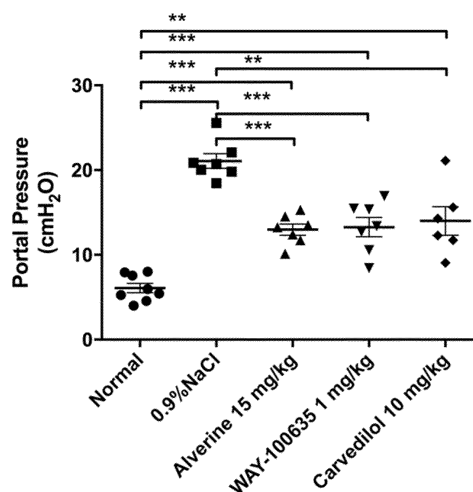 **
***
*** **
*** ***
***
30
20
10
0
Portal Pressure
(cmH₂O)
Normal
0.9%NaCl
Alverine 15 mg/kg
WAY-100635 1 mg/kg
Carvedilol 10 mg/kg